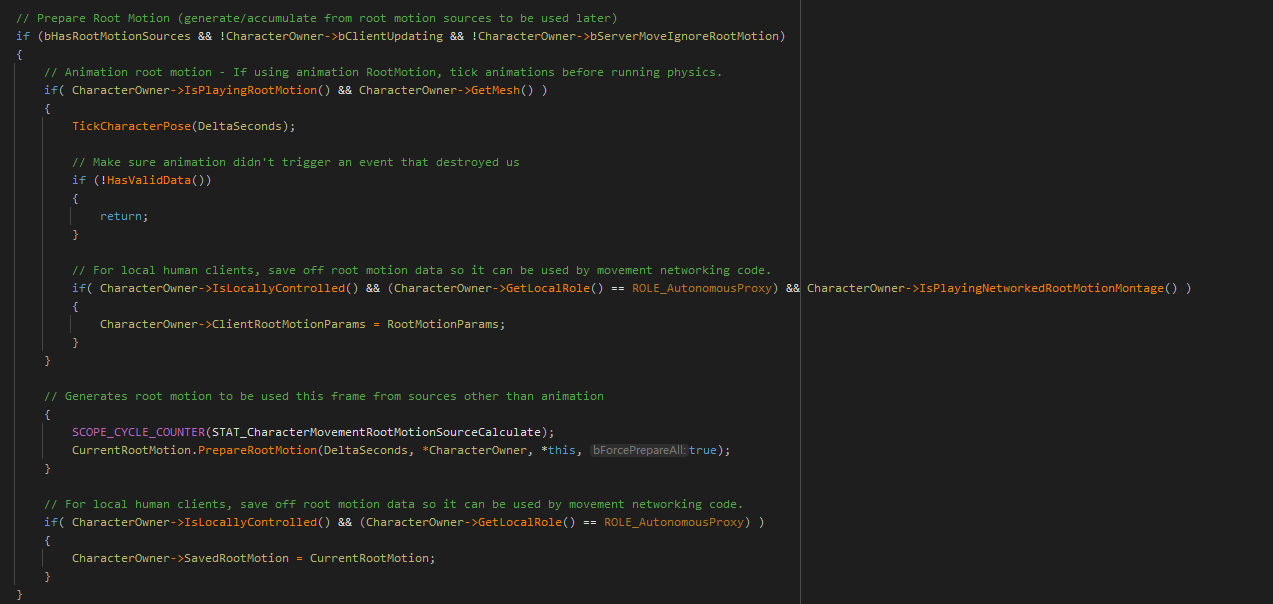 // Prepare Root Motion (generate/accumulate from root motion sources to be used later)
if (bHasRootMotionSources && !CharacterOwner->bClientUpdating && !CharacterOwner->bServerMoveIgnoreRootMotion)
{
    // Animation root motion - If using animation RootMotion, tick animations before running physics.
    if( CharacterOwner->IsPlayingRootMotion() && CharacterOwner->GetMesh() )
    {
        TickCharacterPose(DeltaSeconds);

        // Make sure animation didn't trigger an event that destroyed us
        if (!HasValidData())
        {
            return;
        }

        // For local human clients, save off root motion data so it can be used by movement networking code.
        if( CharacterOwner->IsLocallyControlled() && (CharacterOwner->GetLocalRole() == ROLE_AutonomousProxy) && CharacterOwner->IsPlayingNetworkedRootMotionMontage() )
        {
            CharacterOwner->ClientRootMotionParams = RootMotionParams;
        }
    }

    // Generates root motion to be used this frame from sources other than animation
    {
        SCOPE_CYCLE_COUNTER(STAT_CharacterMovementRootMotionSourceCalculate);
        CurrentRootMotion.PrepareRootMotion(DeltaSeconds, *CharacterOwner, *this, bForcePrepareAll:true);
    }

    // For local human clients, save off root motion data so it can be used by movement networking code.
    if( CharacterOwner->IsLocallyControlled() && (CharacterOwner->GetLocalRole() == ROLE_AutonomousProxy) )
    {
        CharacterOwner->SavedRootMotion = CurrentRootMotion;
    }
}